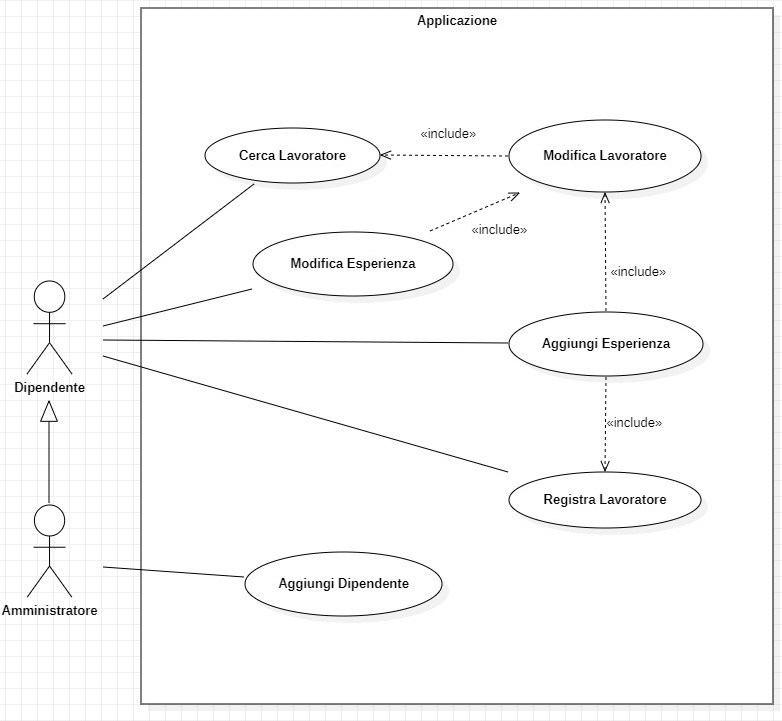 Applicazione
«include»
Cerca Lavoratore
Modifica Lavoratore
«include»
Modifica Esperienza
«include»
Aggiungi Esperienza
Dipendente
«include»
Registra Lavoratore
Aggiungi Dipendente
Amministratore